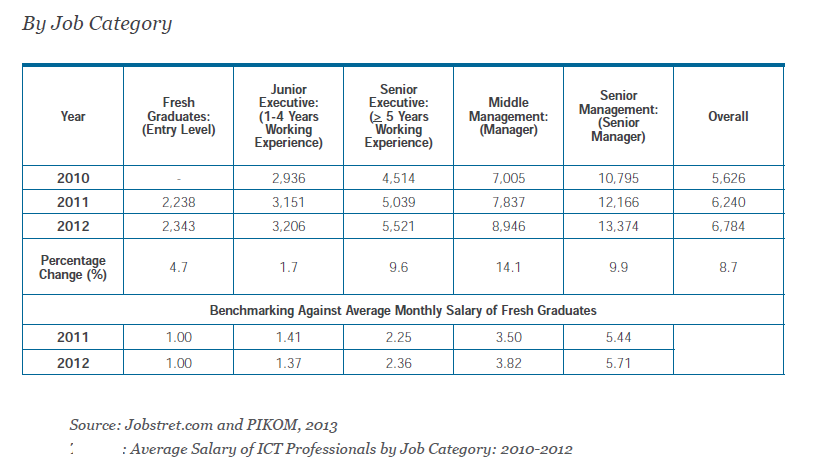 By Job Category
Year
Fresh
Graduates:
(Entry Level)
Junior
Executive:
(1-4 Years
Working
Experience)
Senior
Executive:
(≥ 5 Years
Working
Experience)
Middle
Management:
(Manager)
Senior
Management:
(Senior
Manager)
Overall
2010 - 2,936 4,514 7,005 10,795 5,626
2011 2,238 3,151 5,039 7,837 12,166 6,240
2012 2,343 3,206 5,521 8,946 13,374 6,784
Percentage
Change (%)
4.7 1.7 9.6 14.1 9.9 8.7
Benchmarking Against Average Monthly Salary of Fresh Graduates
2011 1.00 1.41 2.25 3.50 5.44
2012 1.00 1.37 2.36 3.82 5.71
Source: Jobstret.com and PIKOM, 2013
: Average Salary of ICT Professionals by Job Category: 2010-2012